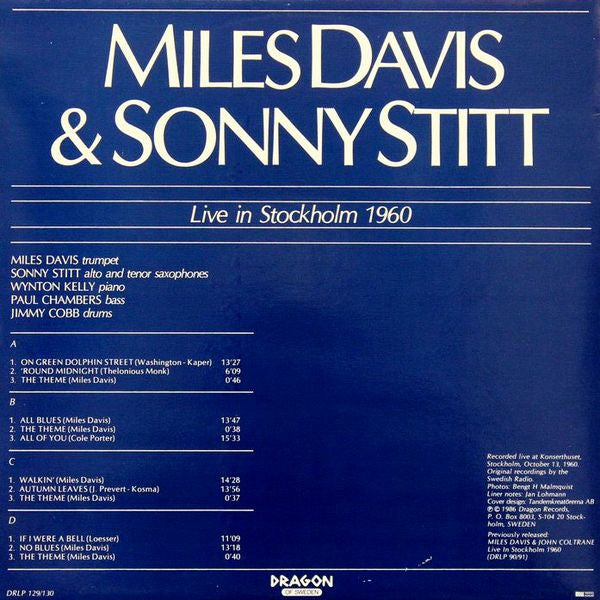 MILES DAVIS
& SONNY STITT
Live in Stockholm 1960
MILES DAVIS trumpet
SONNY STITT alto and tenor saxophones
WYNTON KELLY piano
PAUL CHAMBERS bass
JIMMY COBB drums
A
1. ON GREEN DOLPHIN STREET (Washington - Kaper) 13'27
2. 'ROUND MIDNIGHT (Thelonious Monk) 6'09
3. THE THEME (Miles Davis) 0'46
B
1. ALL BLUES (Miles Davis) 13'47
2. THE THEME (Miles Davis) 0'38
3. ALL OF YOU (Cole Porter) 15'33
C
1. WALKIN' (Miles Davis) 14'28
2. AUTUMN LEAVES (J. Prevert - Kosma) 13'56
3. THE THEME (Miles Davis) 0'37
D
1. IF I WERE A BELL (Loesser) 11'09
2. NO BLUES (Miles Davis) 13'18
3. THE THEME (Miles Davis) 0'40
Recorded live at Konserthuset,
Stockholm, October 13, 1960.
Original recordings by the
Swedish Radio.
Photos: Bengt H Malmquist
Liner notes: Jan Lohmann
Cover design: Tandemkreatörerna AB
℗ © 1986 Dragon Records,
P. O. Box 8003, S-104 20 Stock-
holm, SWEDEN
Previously released:
MILES DAVIS & JOHN COLTRANE
Live In Stockholm 1960
(DRLP 90/91)
DRLP 129/130
DRAGON
OF SWEDEN